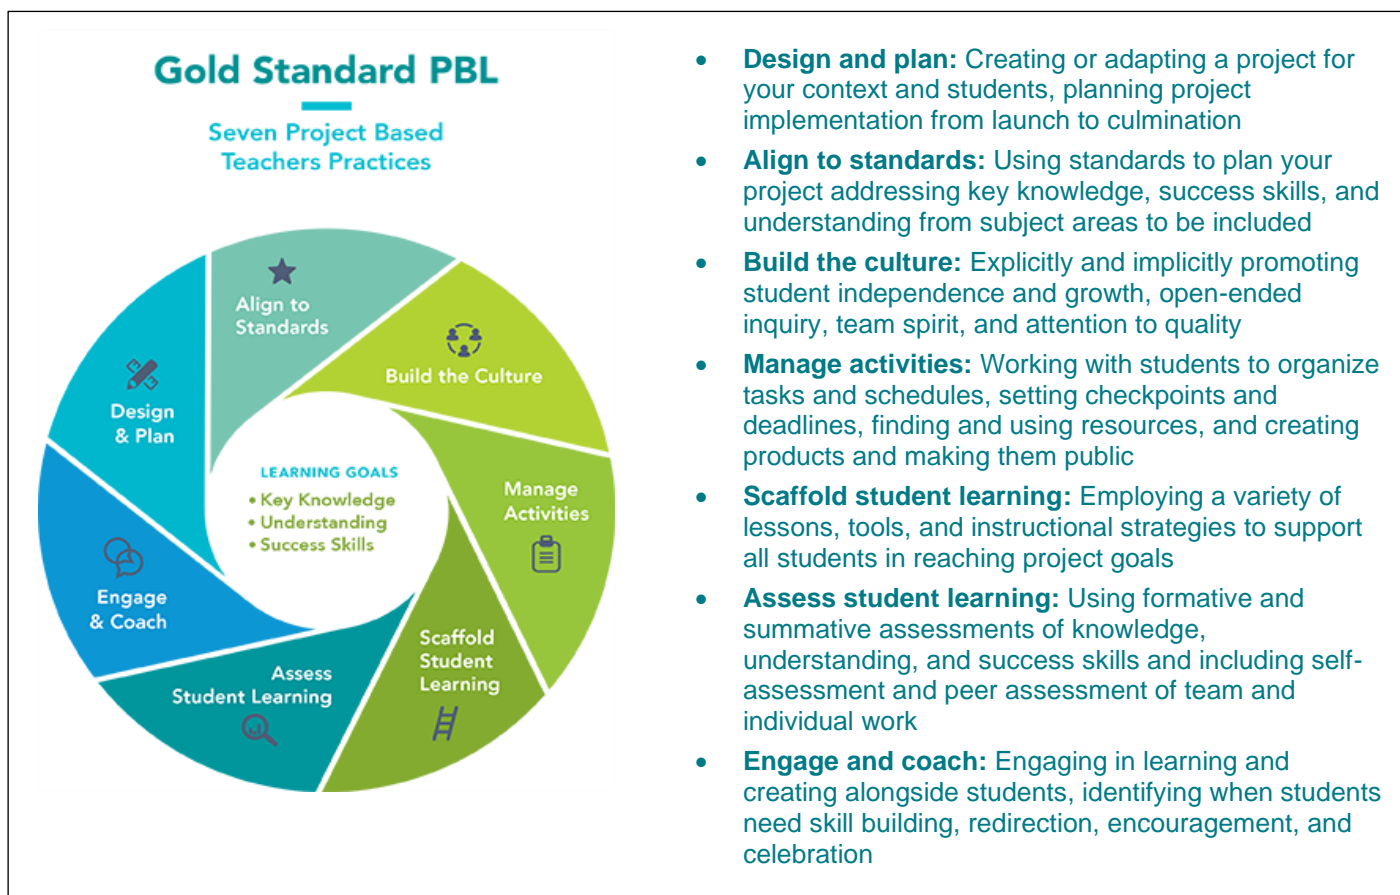 Gold Standard PBL
Seven Project Based
Teachers Practices
Align to
Standards
Build the Culture
Manage
Activities
Scaffold
Student
Learning
Assess
Student Learning
Engage
& Coach
Design
& Plan
LEARNING GOALS
• Key Knowledge
• Understanding
• Success Skills
• Design and plan: Creating or adapting a project for
your context and students, planning project
implementation from launch to culmination
• Align to standards: Using standards to plan your
project addressing key knowledge, success skills, and
understanding from subject areas to be included
• Build the culture: Explicitly and implicitly promoting
student independence and growth, open-ended
inquiry, team spirit, and attention to quality
• Manage activities: Working with students to organize
tasks and schedules, setting checkpoints and
deadlines, finding and using resources, and creating
products and making them public
• Scaffold student learning: Employing a variety of
lessons, tools, and instructional strategies to support
all students in reaching project goals
• Assess student learning: Using formative and
summative assessments of knowledge,
understanding, and success skills and including self-
assessment and peer assessment of team and
individual work
• Engage and coach: Engaging in learning and
creating alongside students, identifying when students
need skill building, redirection, encouragement, and
celebration